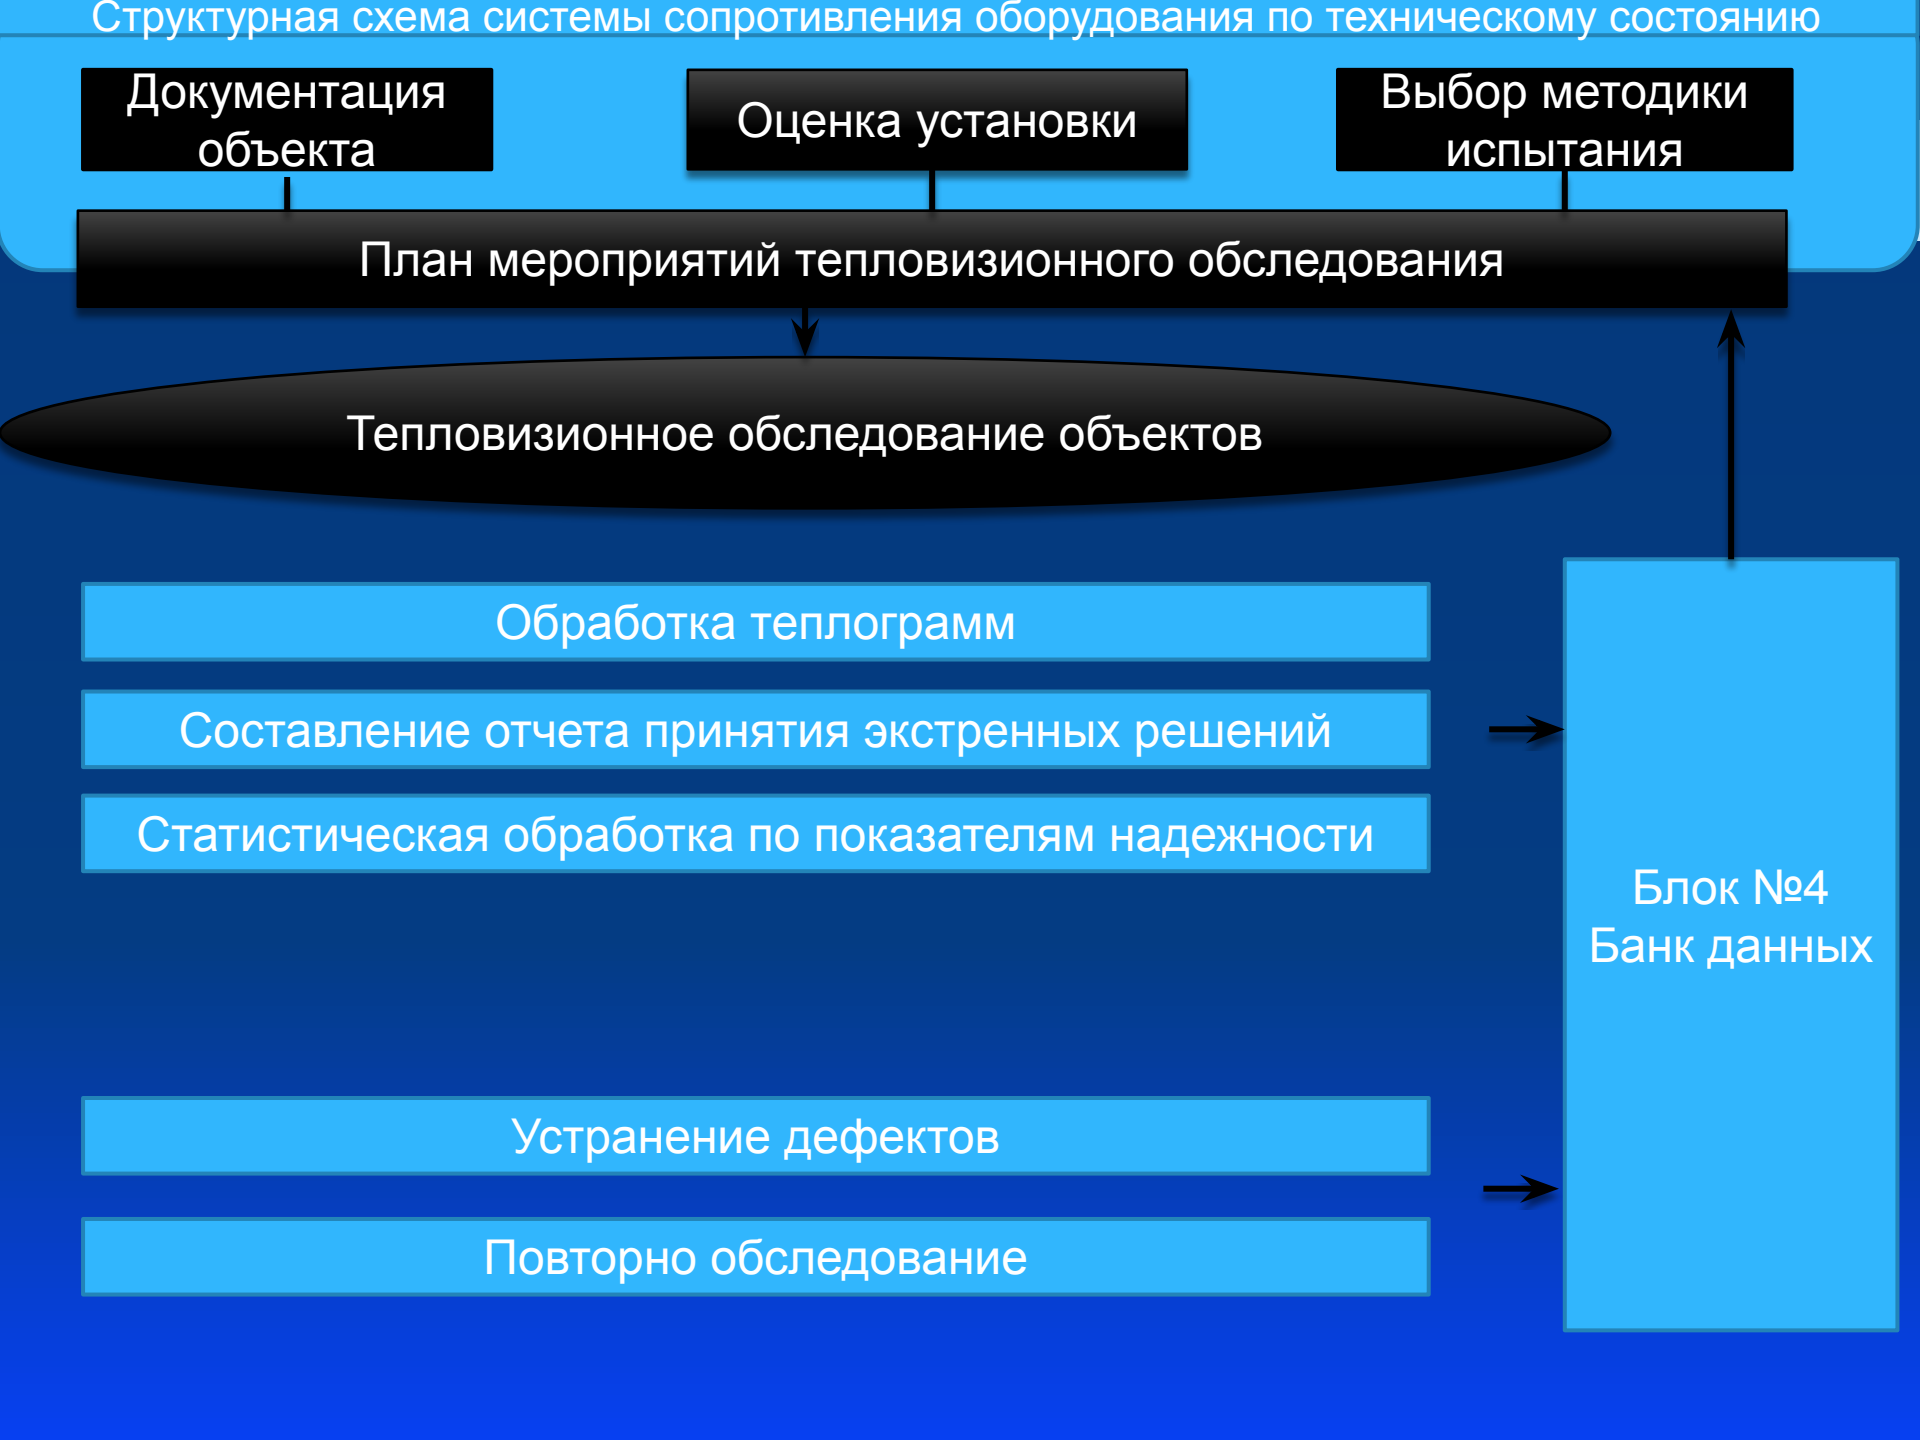 Структурная схема системы сопротивления оборудования по техническому состоянию
Документация
объекта
Оценка установки
Выбор методики
испытания
План мероприятий тепловизионного обследования
Тепловизионное обследование объектов
Обработка теплограмм
Составление отчета принятия экстренных решений
Статистическая обработка по показателям надежности
Блок №4
Банк данных
Устранение дефектов
Повторно обследование